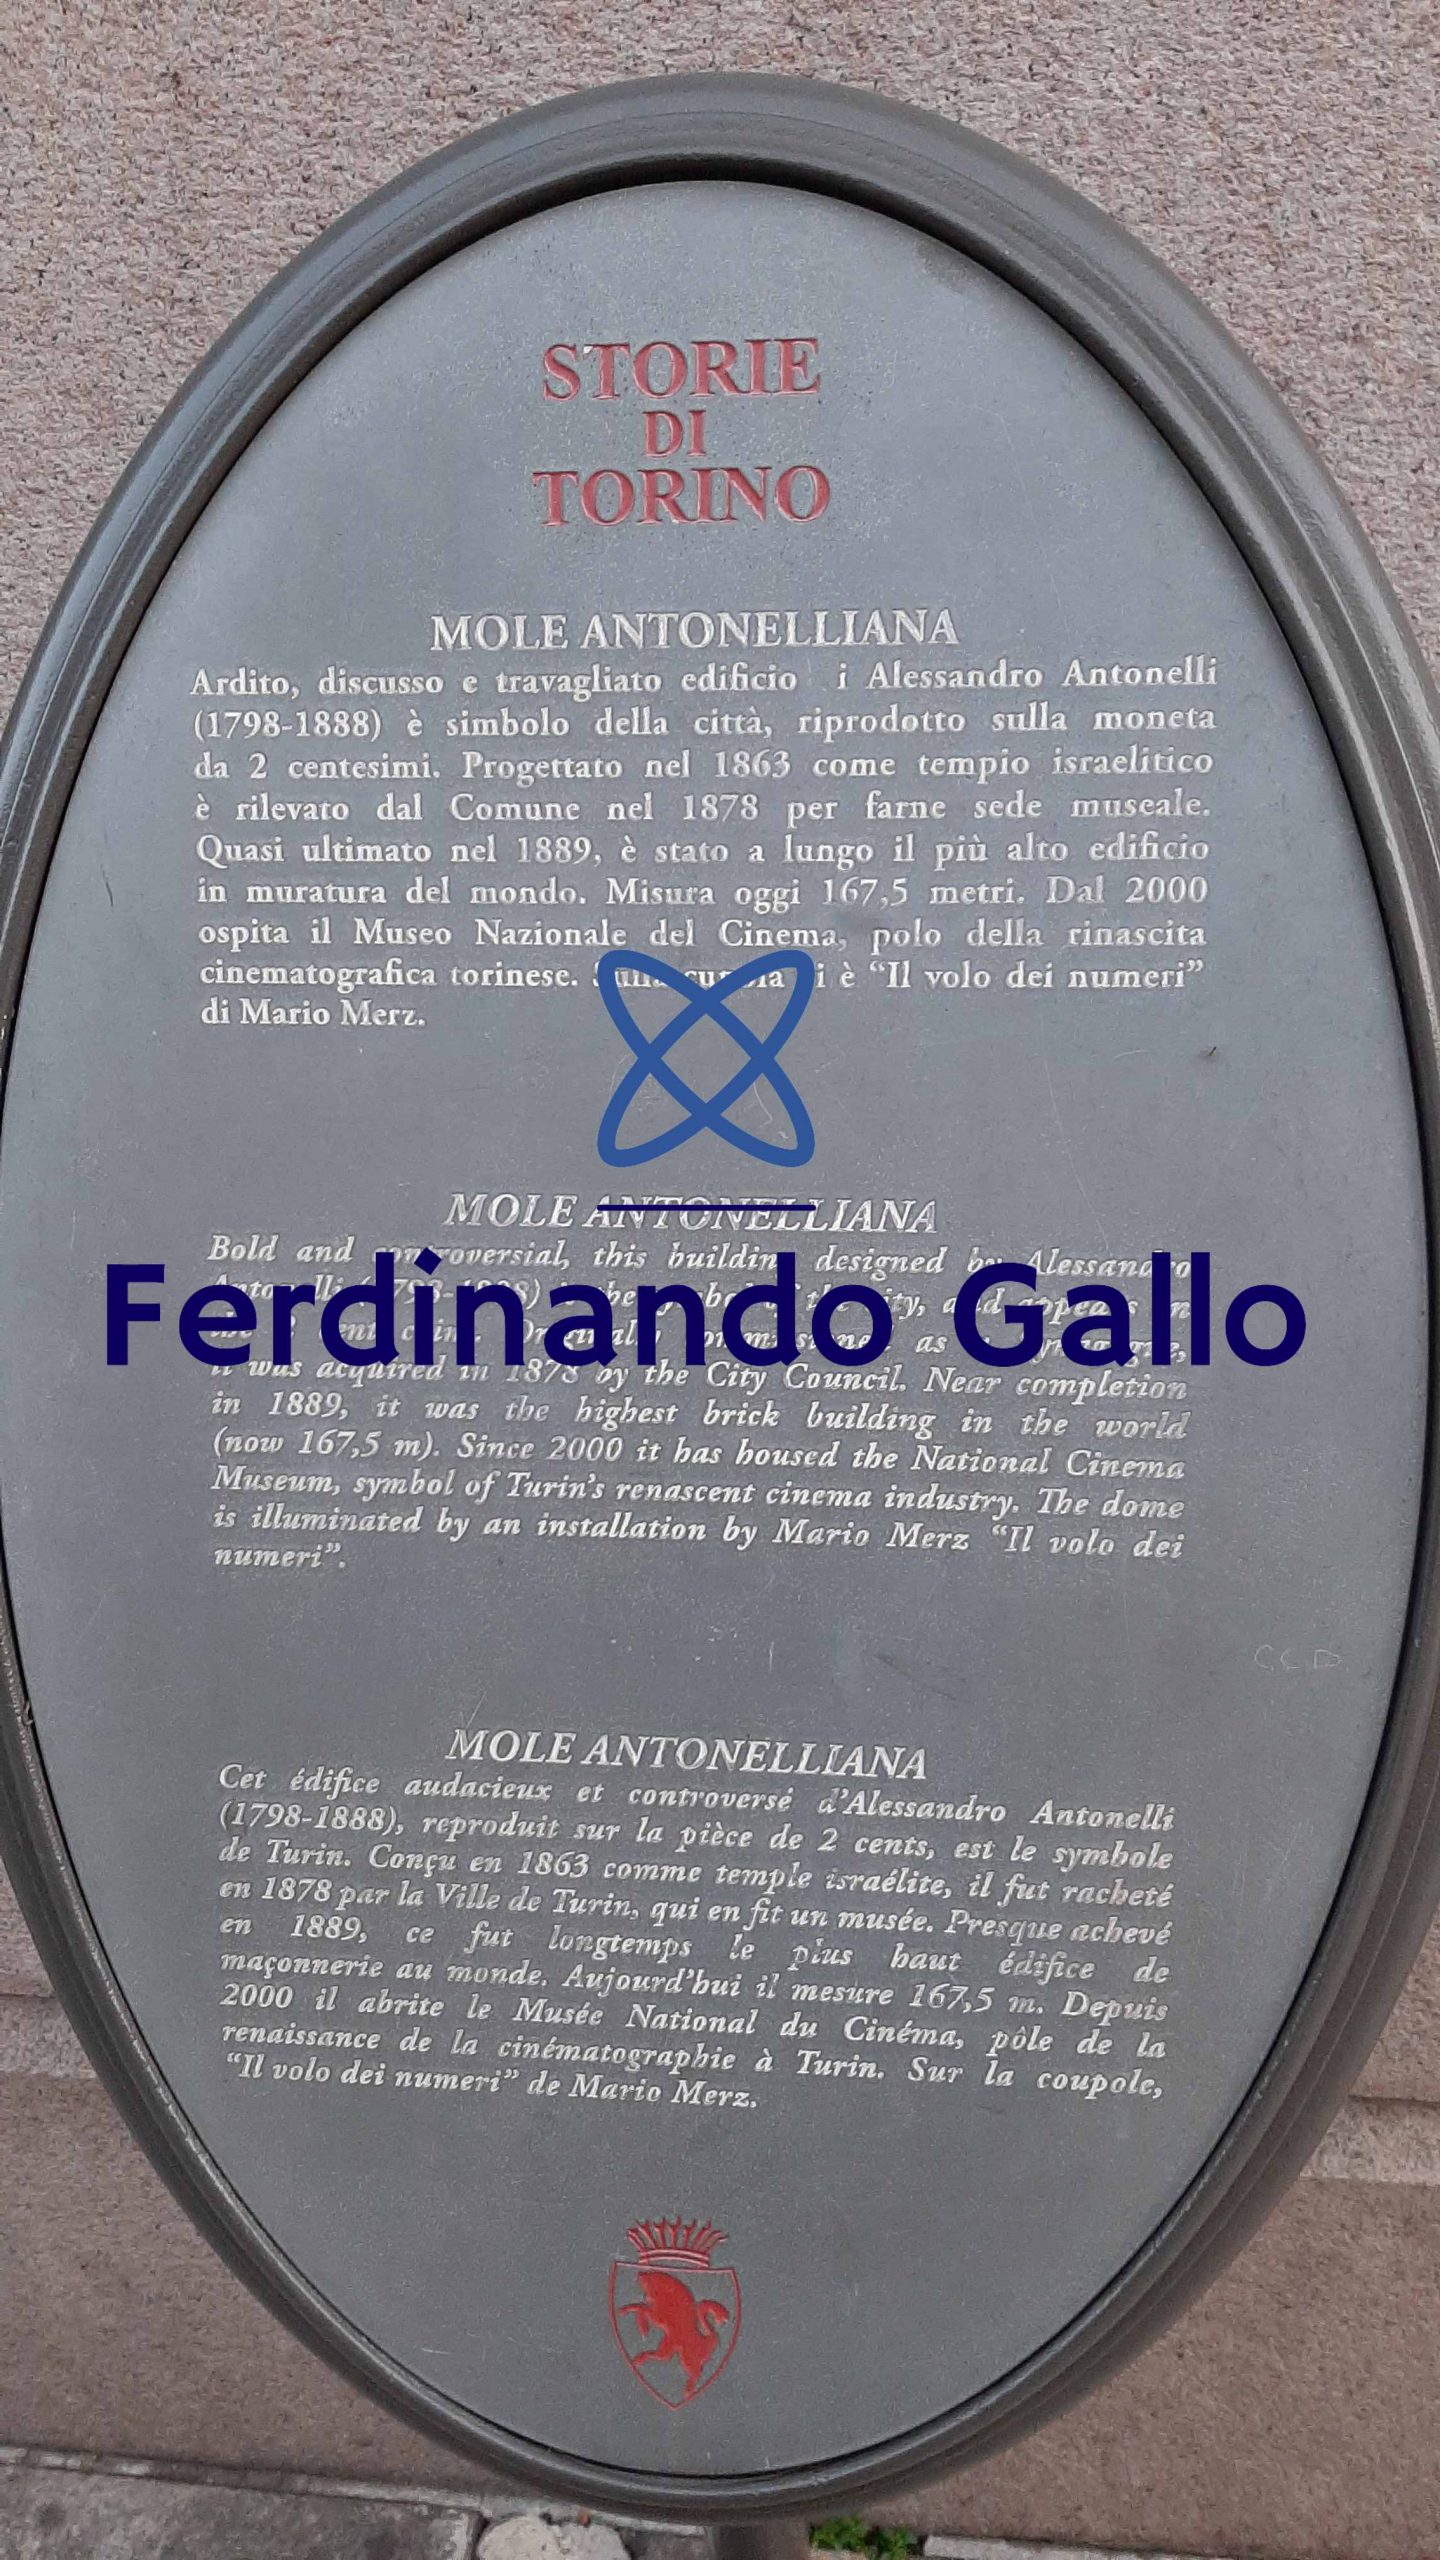 STORIE
DI
TORINO
MOLE ANTONELLIANA
Ardito, discusso e travagliato edificio i Alessandro Antonelli
(1798-1888) è simbolo della città, riprodotto sulla moneta
da 2 centesimi. Progettato nel 1863 come tempio israelitico
è rilevato dal Comune nel 1878 per farne sede museale.
Quasi ultimato nel 1889, è stato a lungo il più alto edificio
in muratura del mondo. Misura oggi 167,5 metri. Dal 2000
ospita il Museo Nazionale del Cinema, polo della rinascita
cinematografica torinese. è “Il volo dei numeri”
di Mario Merz.
MOLE ANTONELLIANA
Bold and controversial, this building designed by Alessandro
the city, and appears on
Ferdinando Gallo
it was acquired in 1878 by the City Council. Near completion
in 1889, it was the highest brick building in the world
(now 167,5 m). Since 2000 it has housed the National Cinema
Museum, symbol of Turin's renascent cinema industry. The dome
is illuminated by an installation by Mario Merz “Il volo dei
numeri”.
CCD
MOLE ANTONELLIANA
Cet édifice audacieux et controversé d'Alessandro Antonelli
(1798-1888), reproduit sur la pièce de 2 cents, est le symbole
de Turin. Conçu en 1863 comme temple israélite, il fut racheté
en 1878 par la Ville de Turin, qui en fit un musée. Presque achevé
en 1889, ce fut longtemps le plus haut édifice de
maçonnerie au monde. Aujourd'hui il mesure 167,5 m. Depuis
2000 il abrite le Musée National du Cinéma, pôle de la
renaissance de la cinématographie à Turin. Sur la coupole,
“Il volo dei numeri” de Mario Merz.